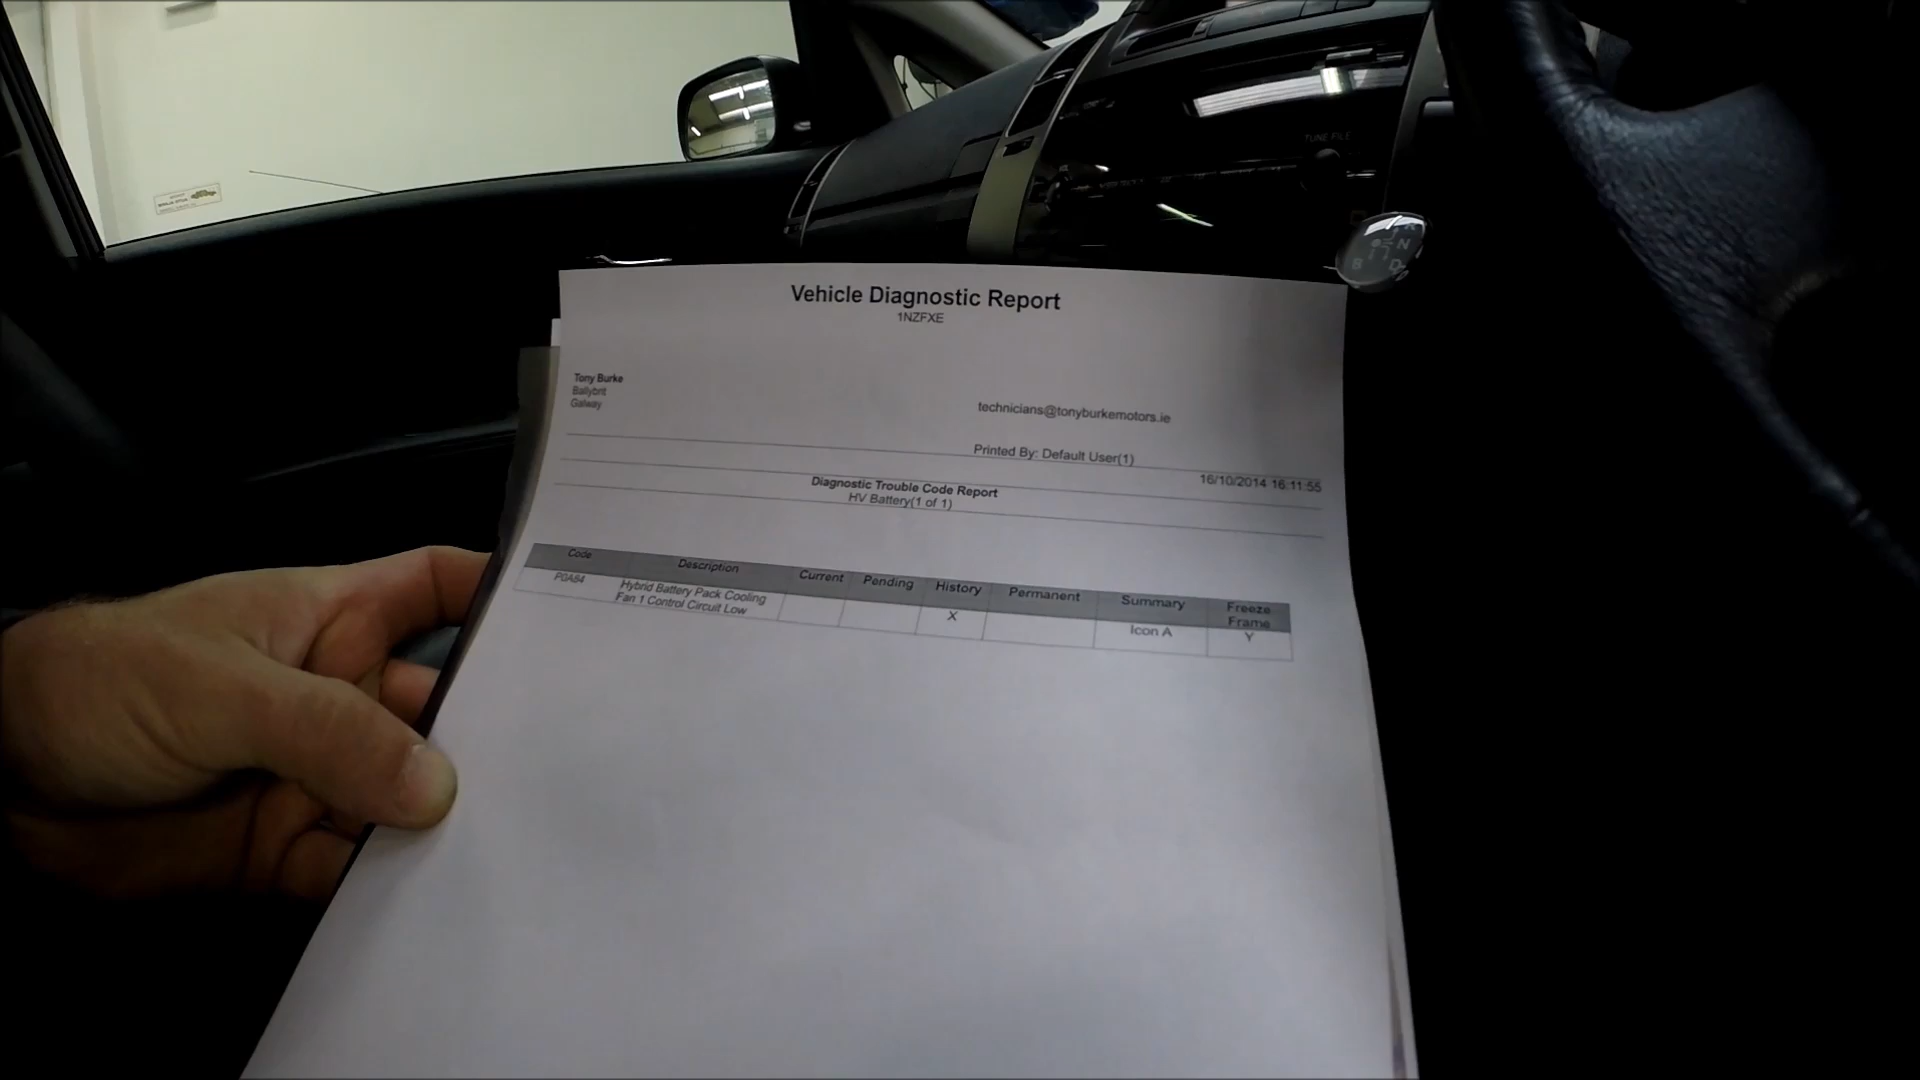 TUNE FILE
N
B
D
Vehicle Diagnostic Report
1NZFXE
Tony Burke
Ballybrit
Galway
technicians@tonyburkemotors.ie
Printed By: Default User(1)
16/10/2014 16:11:55
Diagnostic Trouble Code Report
HV Battery(1 of 1)
Code Description Current Pending History Permanent Summary Freeze Frame
P0A84 Hybrid Battery Pack Cooling X Icon A Y
Fan 1 Control Circuit Low